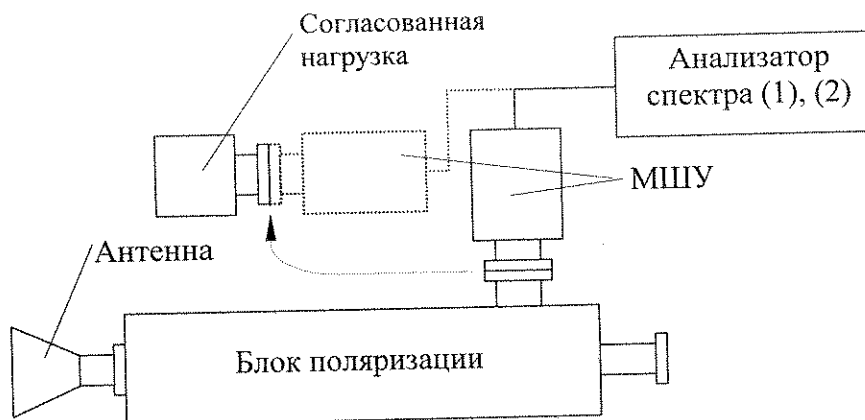 Согласованная
нагрузка
Анализатор
спектра (1), (2)
МШУ
Антенна
Блок поляризации